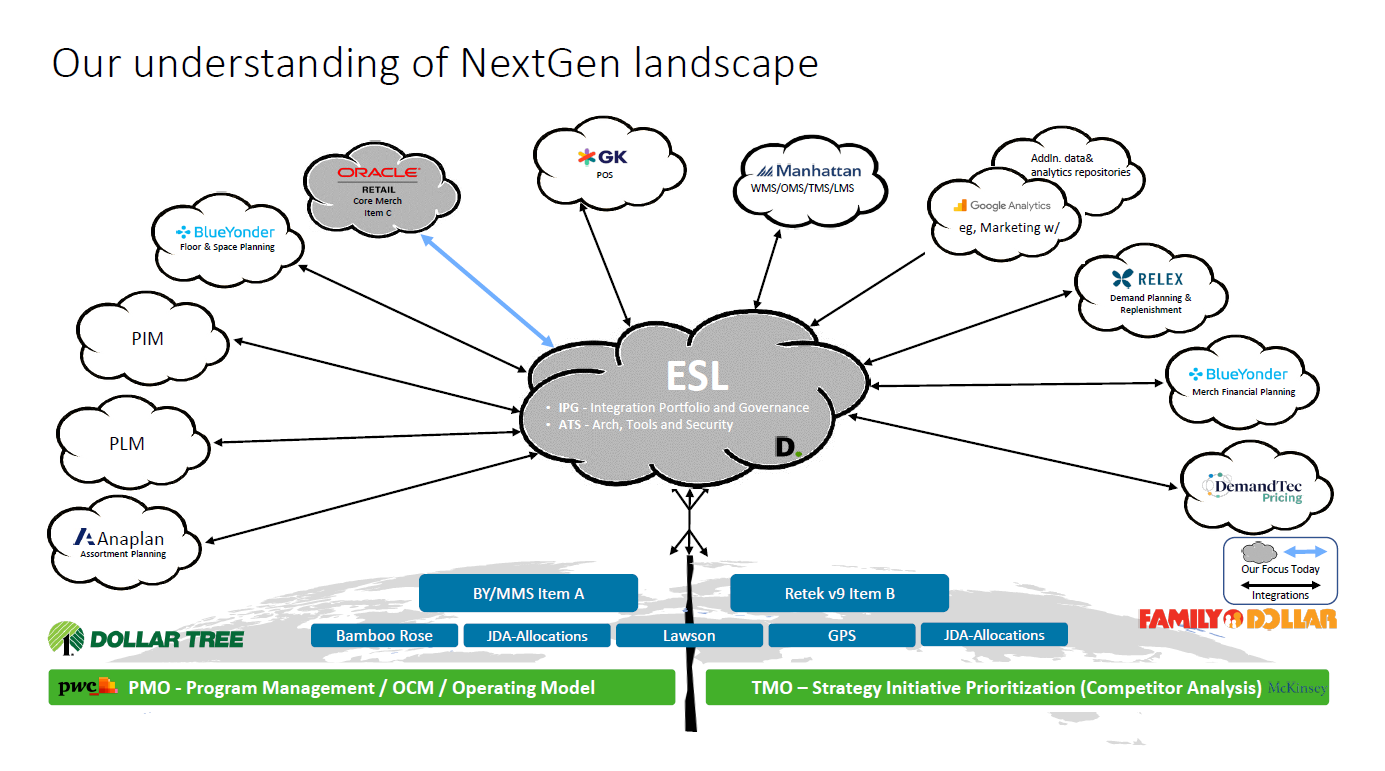 Our understanding of NextGen landscape
ORACLE
RETAIL
Core Merch
Item C
GK
POS
Manhattan
WMS/OMS/TMS/LMS
AddIn. data&
analytics repositories
Google Analytics
eg, Marketing w/
BlueYonder
Floor & Space Planning
RELEX
Demand Planning &
Replenishment
PIM
BlueYonder
Merch Financial Planning
PLM
ESL
• IPG - Integration Portfolio and Governance
• ATS - Arch, Tools and Security
D.
DemandTec
Pricing
Anaplan
Assortment Planning
Our Focus Today
Integrations
BY/MMS Item A
Retek v9 Item B
DOLLAR TREE
Bamboo Rose
JDA-Allocations
Lawson
GPS
JDA-Allocations
FAMILY DOLLAR
pwc PMO - Program Management / OCM / Operating Model
TMO – Strategy Initiative Prioritization (Competitor Analysis) McKinsey